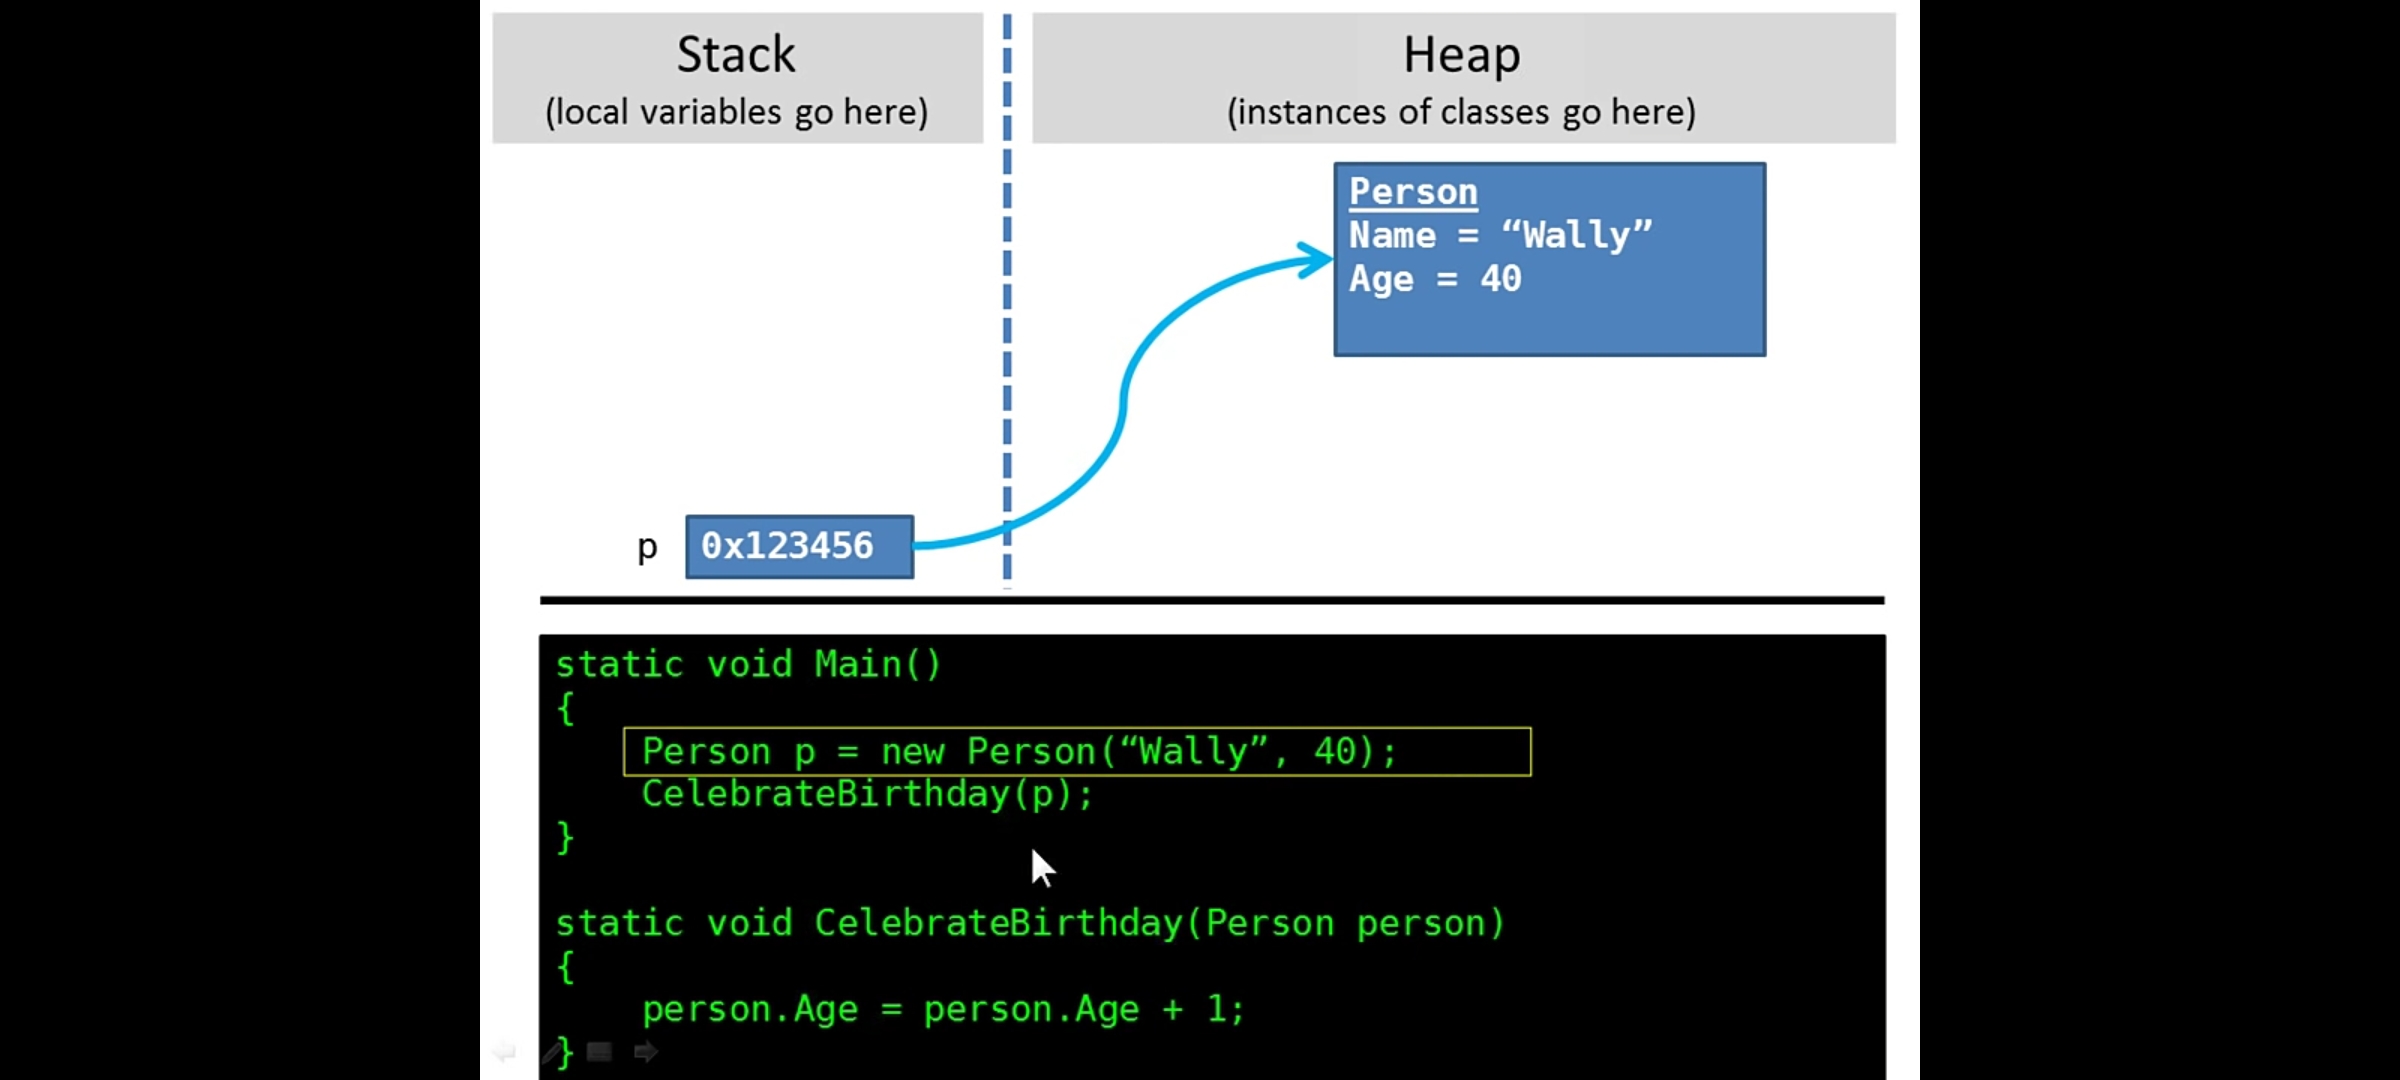 Stack
(local variables go here)
Heap
(instances of classes go here)
Person
Name = “Wally”
Age = 40
p
0x123456
static void Main()
{
Person p = new Person(“Wally”, 40);
CelebrateBirthday(p);
}
static void CelebrateBirthday(Person person)
{
person.Age = person.Age + 1;
}